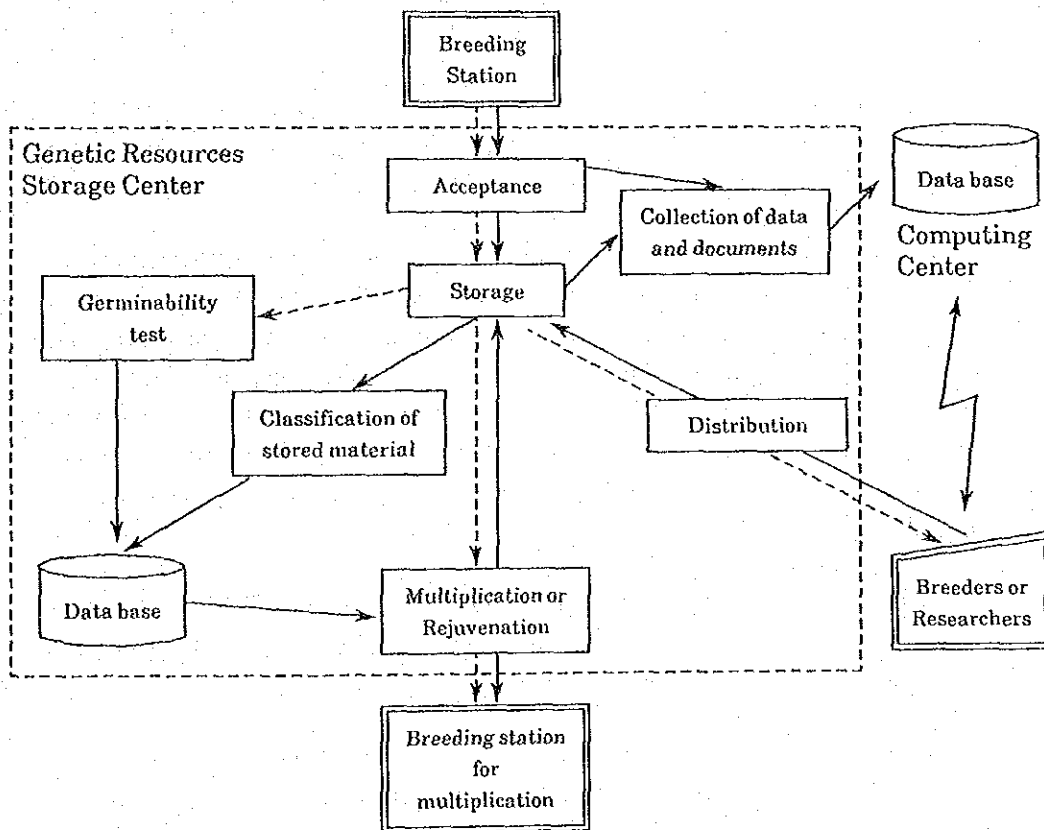 Breeding
Station
Genetic Resources
Storage Center
Acceptance
Collection of data
and documents
Data base
Computing
Center
Storage
Germinability
test
Classification of
stored material
Distribution
Data base
Multiplication or
Rejuvenation
Breeders or
Researchers
Breeding station
for
multiplication